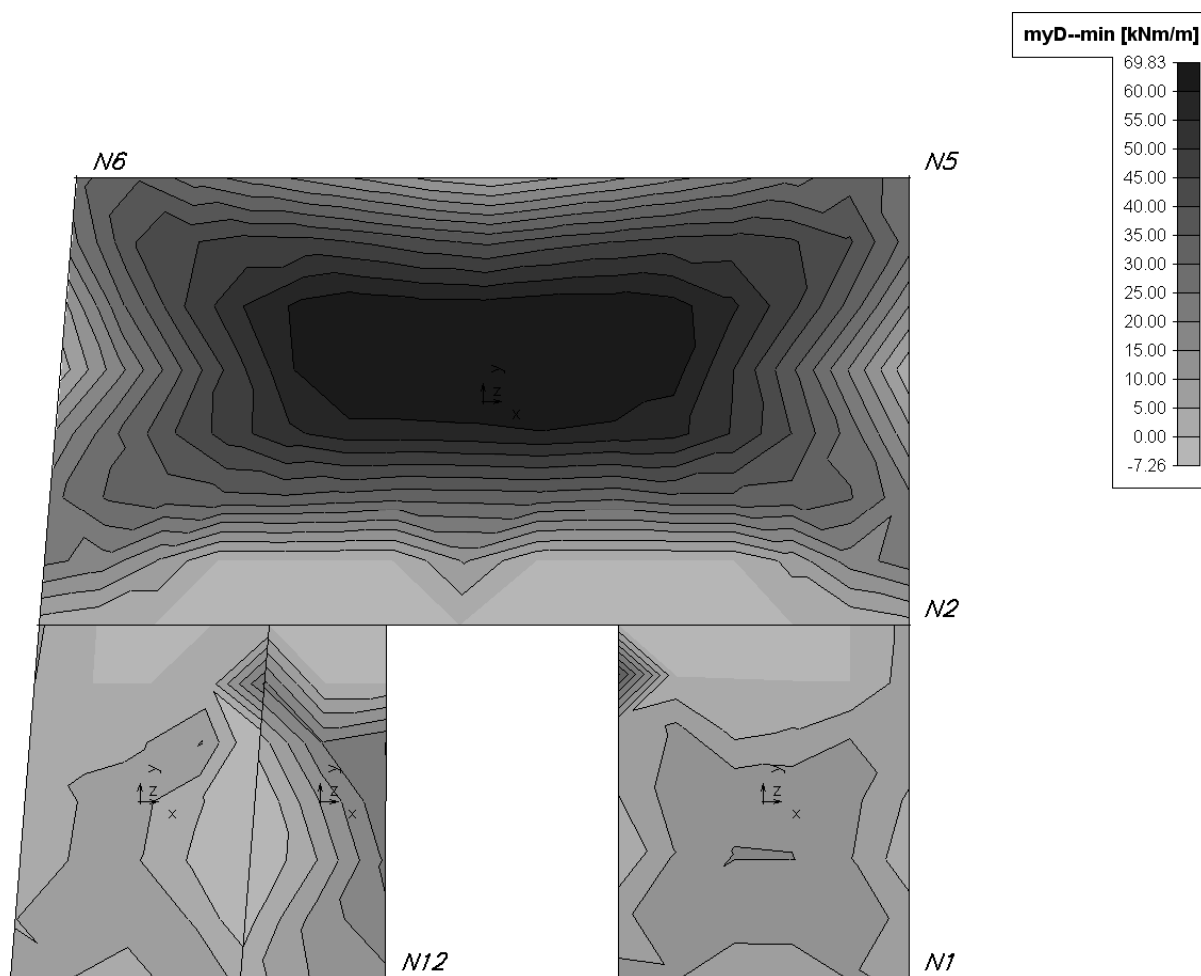 myD--min [kNm/m]
69.83
60.00
55.00
50.00
45.00
40.00
35.00
30.00
25.00
20.00
15.00
10.00
5.00
0.00
-7.26
N6
N5
y
z
x
N2
y
z
x
y
z
x
y
z
x
N12
N1